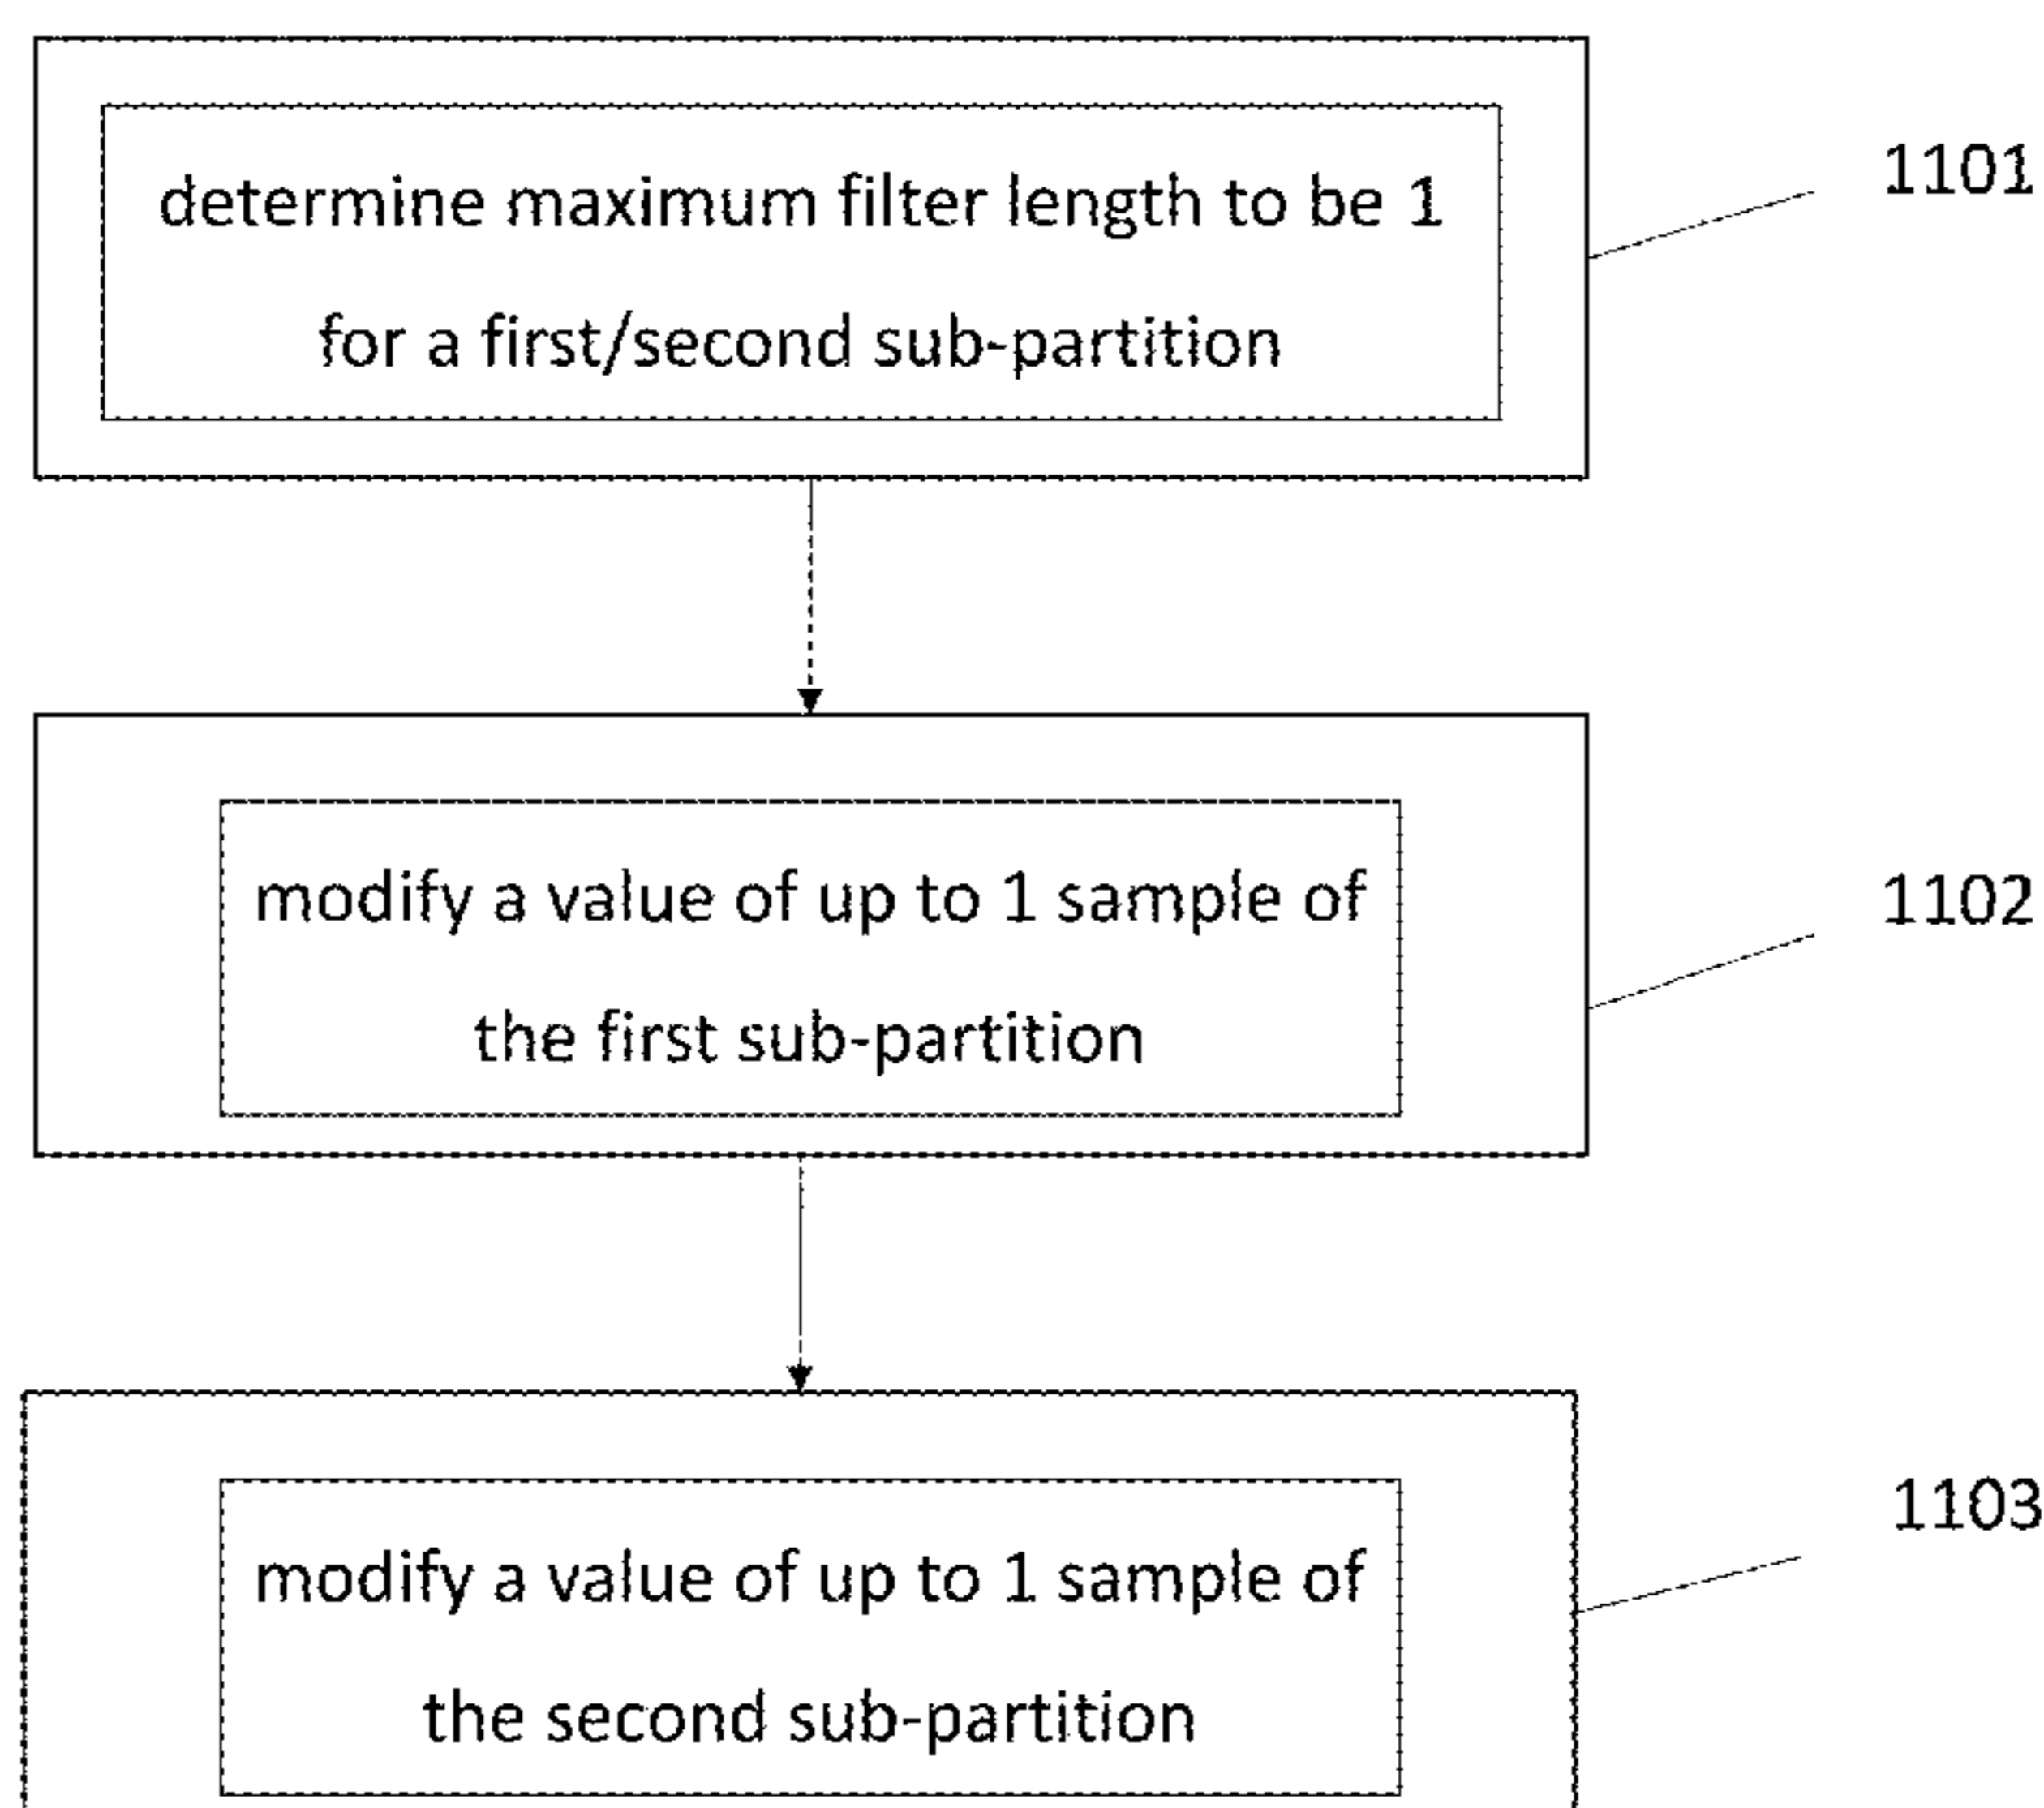 determine maximum filter length to be 1
for a first/second sub-partition
1101
modify a value of up to 1 sample of
the first sub-partition
1102
modify a value of up to 1 sample of
the second sub-partition
1103